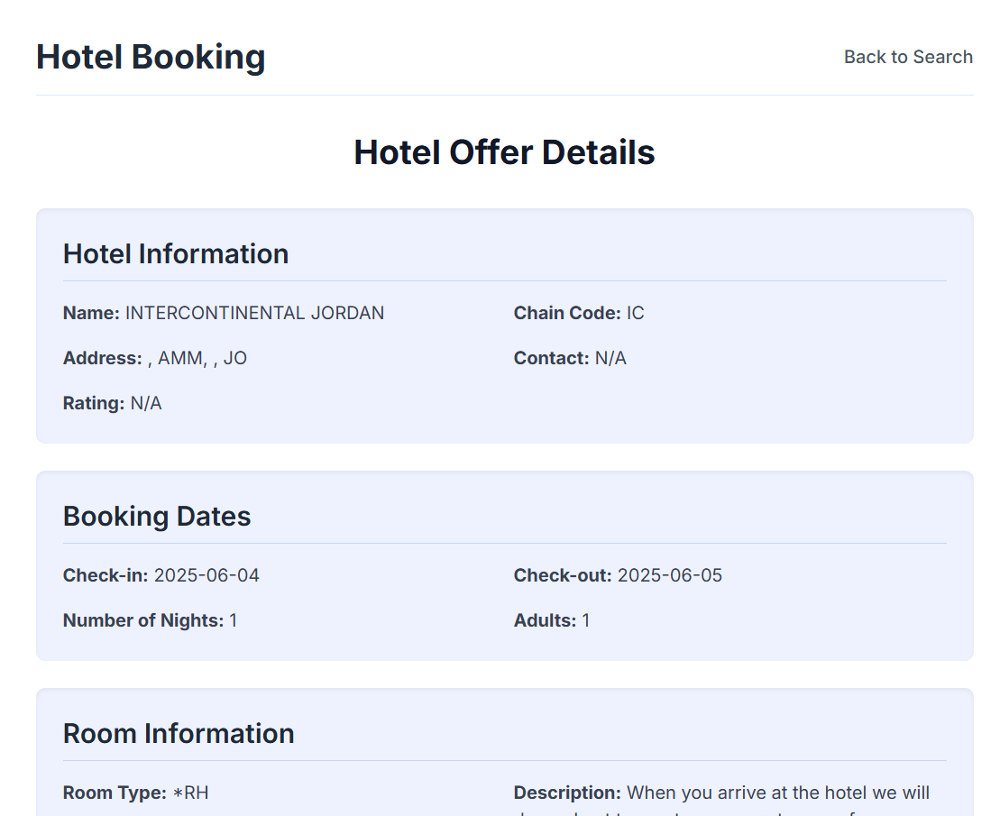 Hotel Booking
Back to Search
Hotel Offer Details
Hotel Information
Name: INTERCONTINENTAL JORDAN
Chain Code: IC
Address: , AMM, , JO
Contact: N/A
Rating: N/A
Booking Dates
Check-in: 2025-06-04
Check-out: 2025-06-05
Number of Nights: 1
Adults: 1
Room Information
Room Type: *RH
Description: When you arrive at the hotel we will